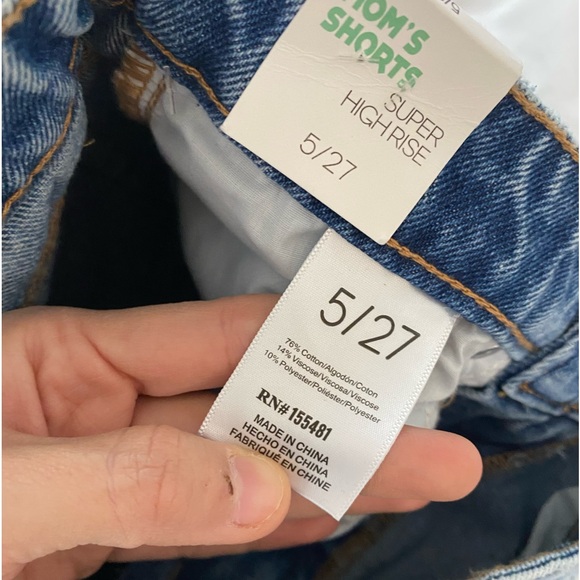 MOM'S
SHORTS
SUPER
HIGH RISE
5/27
5/27
76% Cotton/Algodón/Coton
14% Viscose/Viscosa/Viscose
10% Polyester/Poliéster/Polyester
RN# 155481
MADE IN CHINA
HECHO EN CHINA
FABRIQUÉ EN CHINE